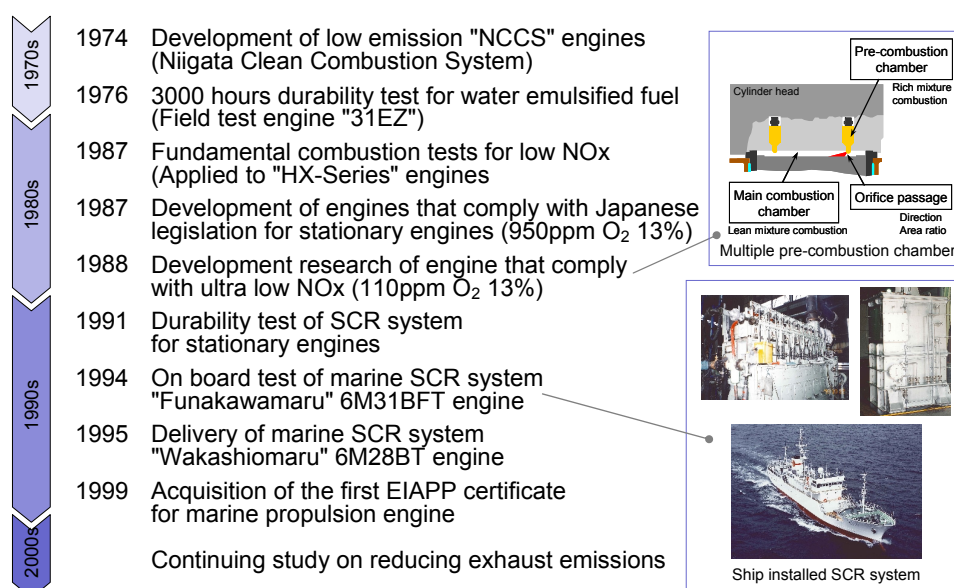 1970s
1974 Development of low emission "NCCS" engines
(Niigata Clean Combustion System)
1976 3000 hours durability test for water emulsified fuel
(Field test engine "31EZ")
1980s
1987 Fundamental combustion tests for low NOx
(Applied to "HX-Series" engines
1987 Development of engines that comply with Japanese
legislation for stationary engines (950ppm O₂ 13%)
1988 Development research of engine that comply
with ultra low NOx (110ppm O₂ 13%)
1990s
1991 Durability test of SCR system
for stationary engines
1994 On board test of marine SCR system
"Funakawamaru" 6M31BFT engine
1995 Delivery of marine SCR system
"Wakashiomaru" 6M28BT engine
1999 Acquisition of the first EIAPP certificate
for marine propulsion engine
2000s
Continuing study on reducing exhaust emissions
Pre-combustion
chamber
Rich mixture
combustion
Cylinder head
Main combustion
chamber
Lean mixture combustion
Orifice passage
Direction
Area ratio
Multiple pre-combustion chamber
Ship installed SCR system